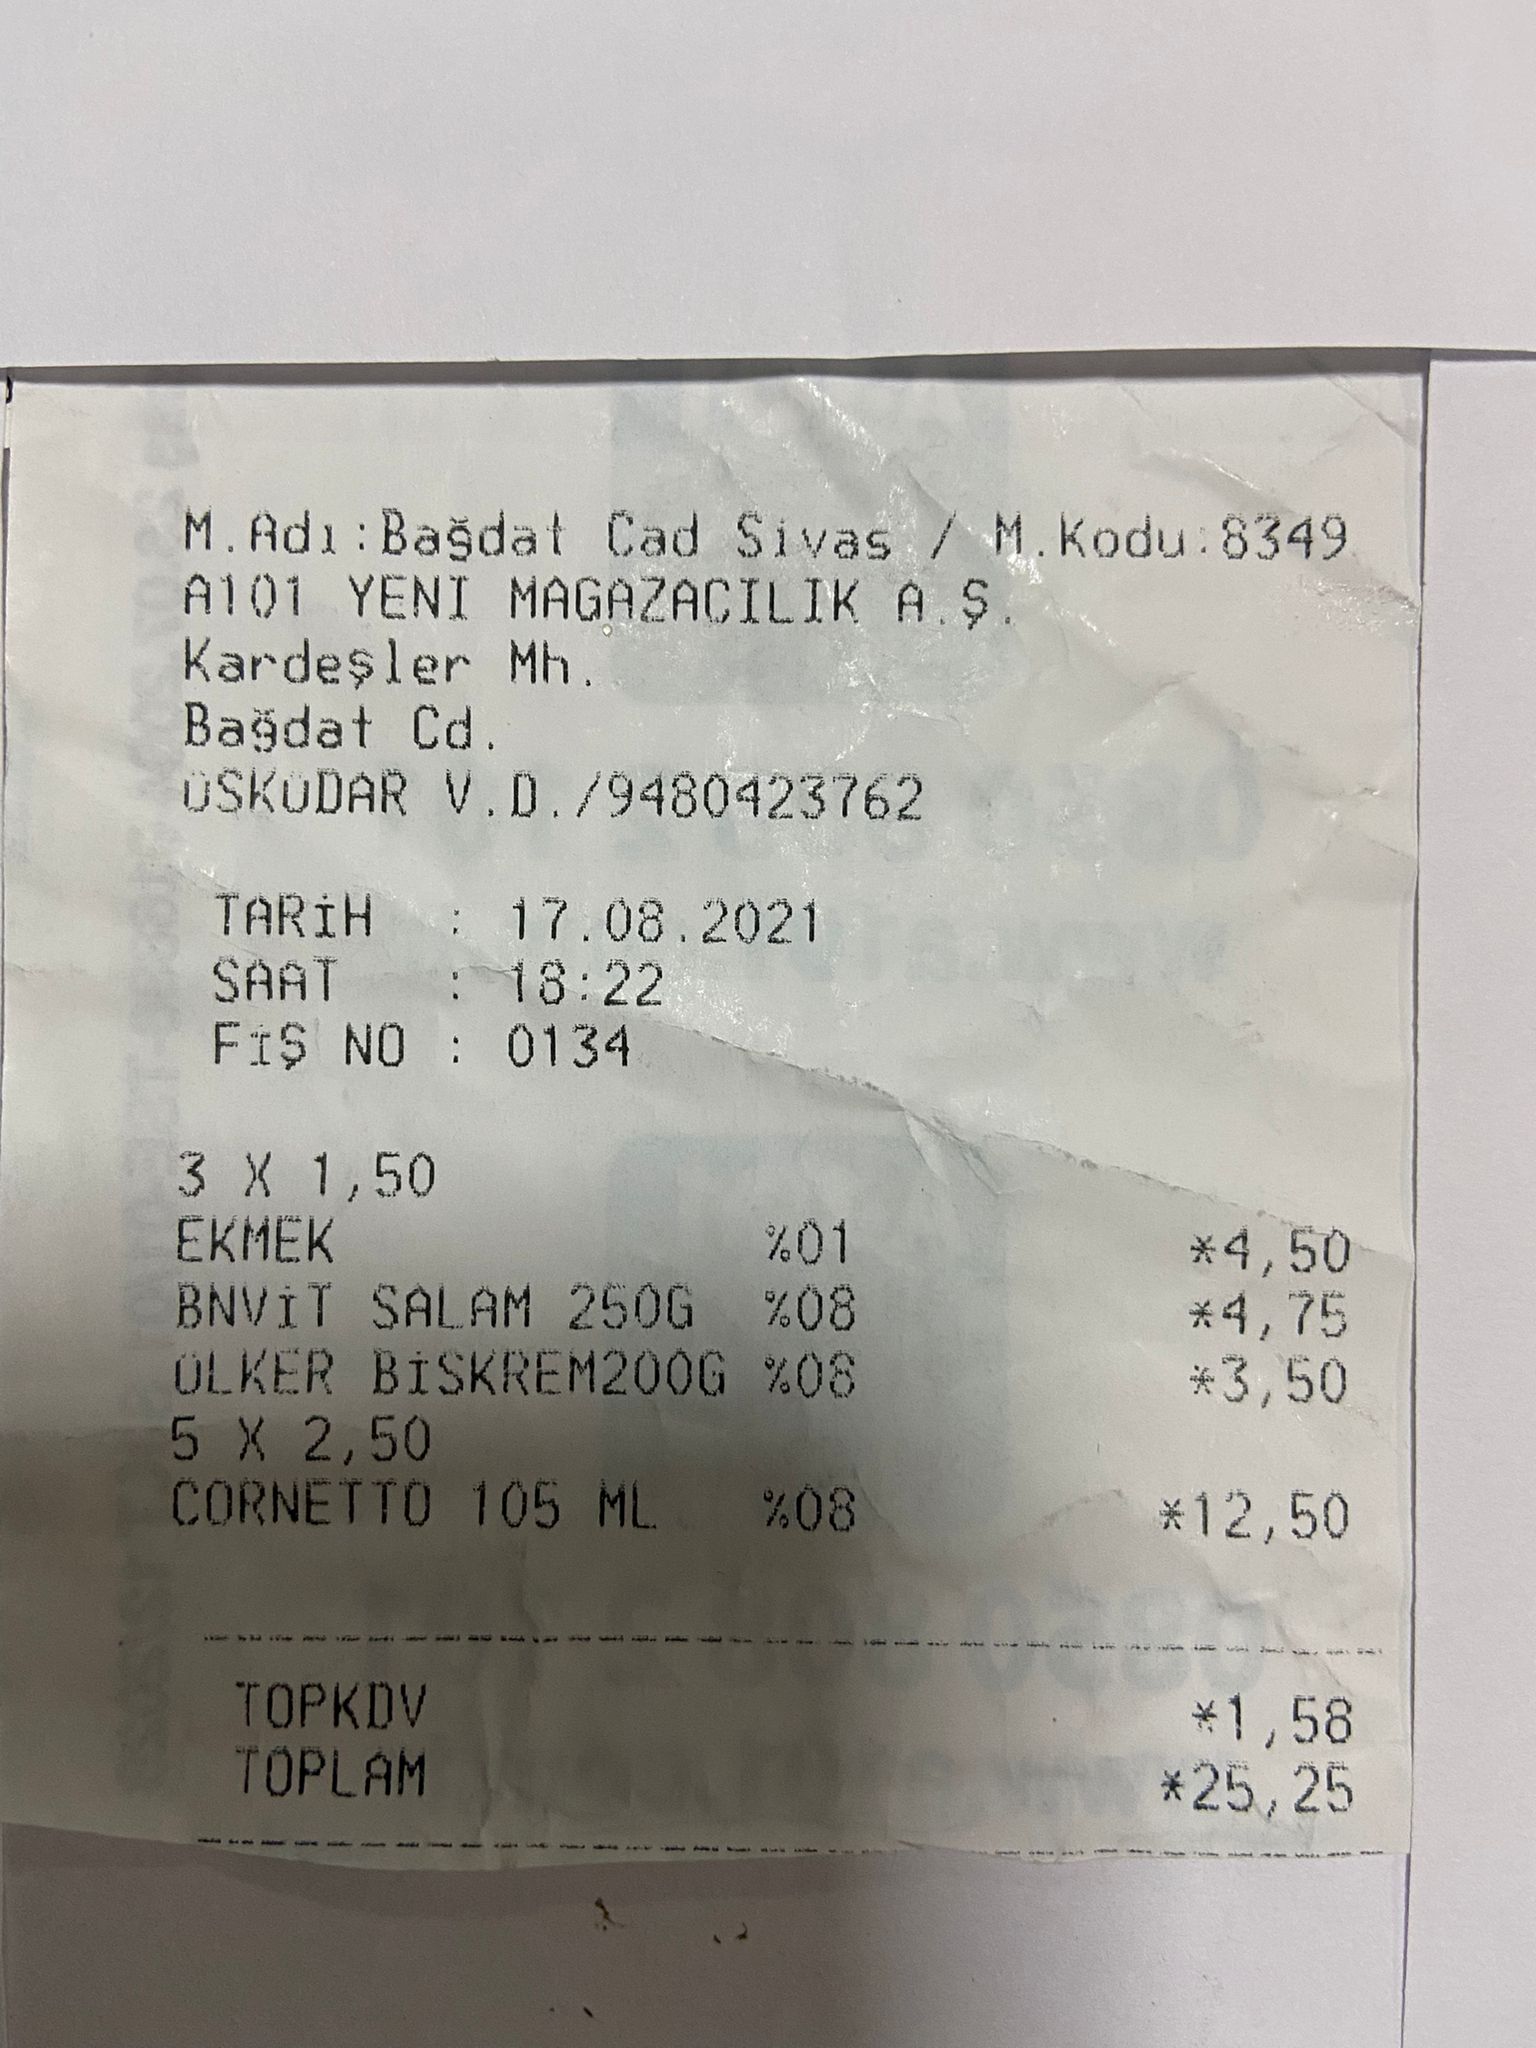 M.Adı:Bağdat Cad Sivas / M.Kodu:8349
A101 YENİ MAGAZACILIK A.Ş.
Kardeşler Mh.
Bağdat Cd.
ÜSKÜDAR V.D./9480423762
TARİH : 17.08.2021
SAAT : 18:22
FİŞ NO : 0134
3 X 1,50
EKMEK %01 *4,50
BNVİT SALAM 250G %08 *4,75
ÜLKER BİSKREM200G %08 *3,50
5 X 2,50
CORNETTO 105 ML %08 *12,50
TOPKDV *1,58
TOPLAM *25,25